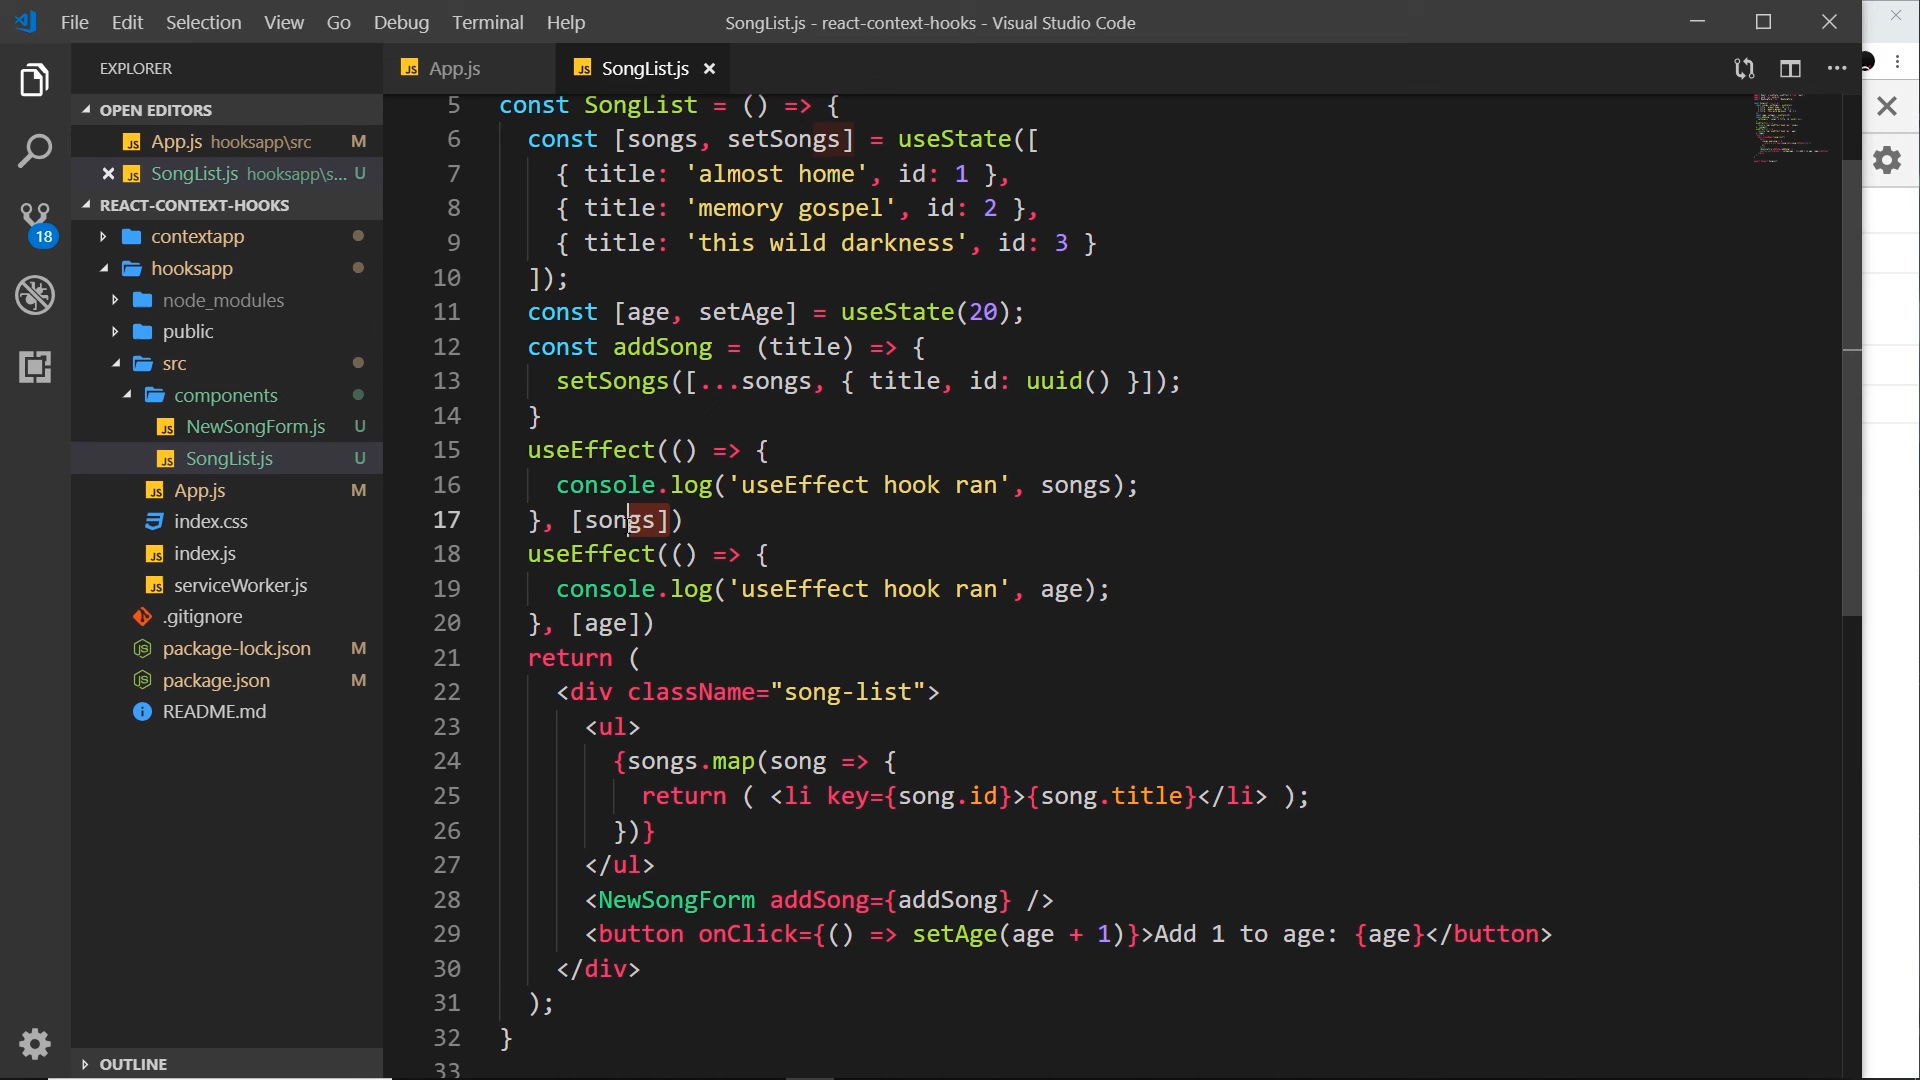 File Edit Selection View Go Debug Terminal Help
SongList.js - react-context-hooks - Visual Studio Code
EXPLORER
OPEN EDITORS
App.js hooksapp\src M
SongList.js hooksapp\s... U
REACT-CONTEXT-HOOKS
contextapp
hooksapp
node_modules
public
src
components
NewSongForm.js U
SongList.js U
App.js M
index.css
index.js
serviceWorker.js
.gitignore
package-lock.json M
package.json M
README.md
OUTLINE
18
App.js
SongList.js
5 const SongList = () => {
6 const [songs, setSongs] = useState([
7 { title: 'almost home', id: 1 },
8 { title: 'memory gospel', id: 2 },
9 { title: 'this wild darkness', id: 3 }
10 ]);
11 const [age, setAge] = useState(20);
12 const addSong = (title) => {
13 setSongs([...songs, { title, id: uuid() }]);
14 }
15 useEffect(() => {
16 console.log('useEffect hook ran', songs);
17 }, [songs])
18 useEffect(() => {
19 console.log('useEffect hook ran', age);
20 }, [age])
21 return (
22 <div className="song-list">
23 <ul>
24 {songs.map(song => {
25 return ( <li key={song.id}>{song.title}</li> );
26 })}
27 </ul>
28 <NewSongForm addSong={addSong} />
29 <button onClick={() => setAge(age + 1)}>Add 1 to age: {age}</button>
30 </div>
31 );
32 }
33